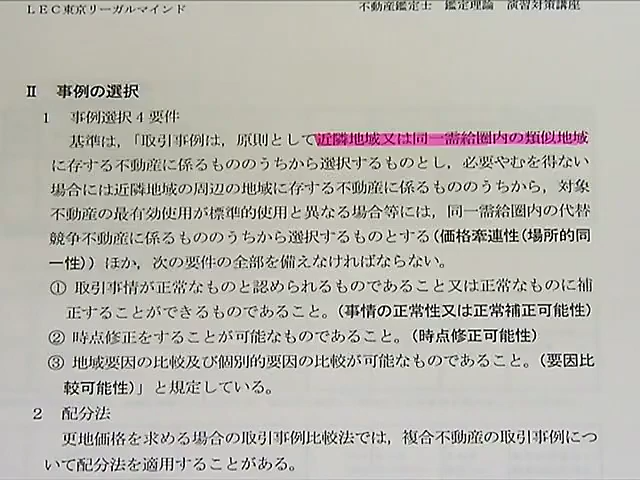 LEC東京リーガルマインド
不動産鑑定士 鑑定理論 演習対策講座
Ⅱ 事例の選択
1 事例選択4要件
基準は,「取引事例は,原則として近隣地域又は同一需給圏内の類似地域
に存する不動産に係るもののうちから選択するものとし,必要やむを得ない
場合には近隣地域の周辺の地域に存する不動産に係るもののうちから,対象
不動産の最有効使用が標準的使用と異なる場合等には,同一需給圏内の代替
競争不動産に係るもののうちから選択するものとする(価格牽連性(場所的同
一性))ほか,次の要件の全部を備えなければならない。
① 取引事情が正常なものと認められるものであること又は正常なものに補
正することができるものであること。(事情の正常性又は正常補正可能性)
② 時点修正をすることが可能なものであること。(時点修正可能性)
③ 地域要因の比較及び個別的要因の比較が可能なものであること。(要因比
較可能性)」と規定している。
2 配分法
更地価格を求める場合の取引事例比較法では,複合不動産の取引事例につ
いて配分法を適用することがある。